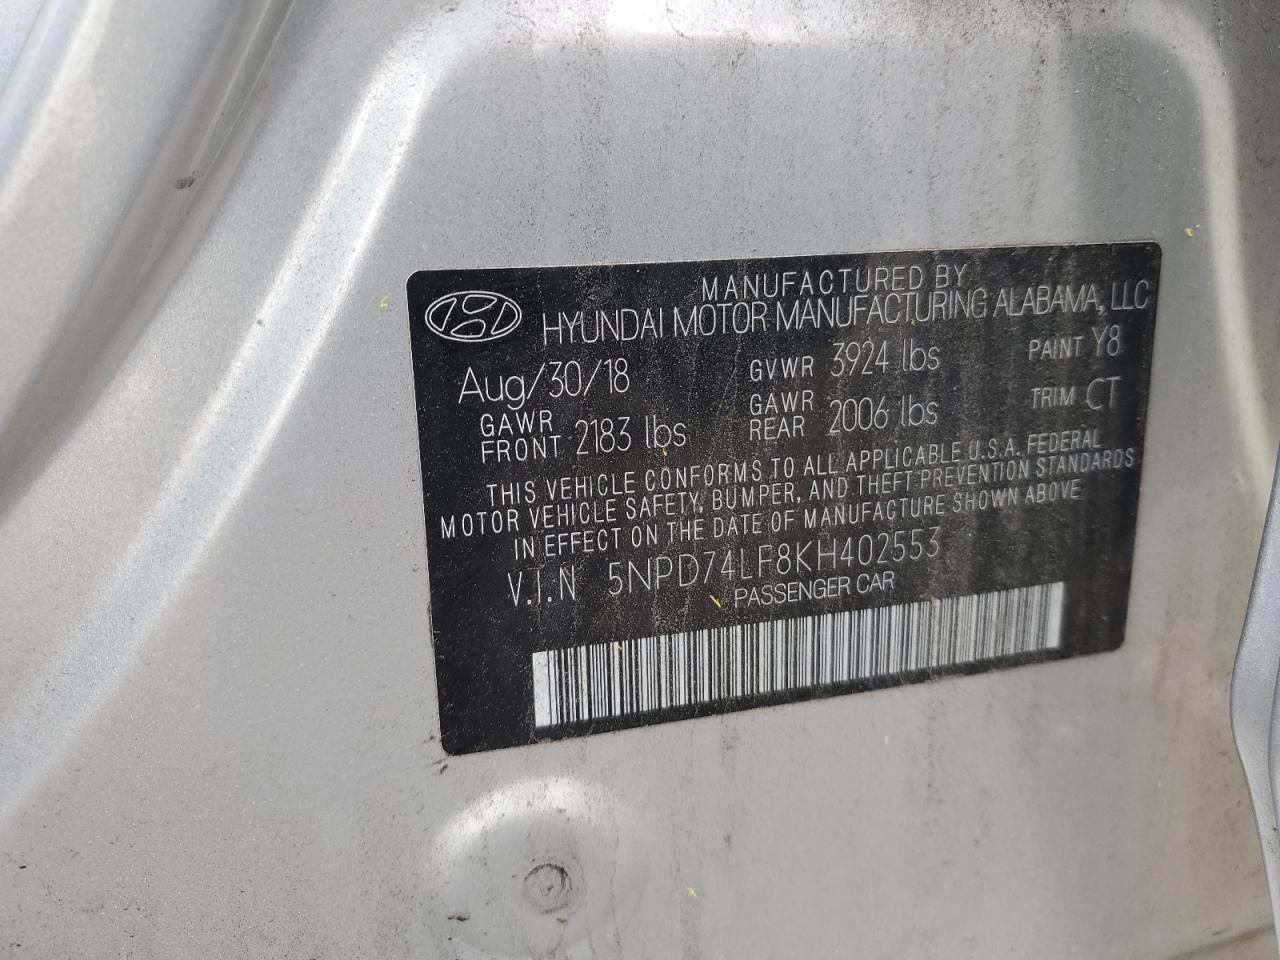 MANUFACTURED BY
HYUNDAI MOTOR MANUFACTURING ALABAMA, LLC
Aug/30/18 GVWR 3924 lbs PAINT Y8
GAWR FRONT 2183 lbs GAWR REAR 2006 lbs TRIM CT
THIS VEHICLE CONFORMS TO ALL APPLICABLE U.S.A. FEDERAL
MOTOR VEHICLE SAFETY, BUMPER, AND THEFT PREVENTION STANDARDS
IN EFFECT ON THE DATE OF MANUFACTURE SHOWN ABOVE
V.I.N 5NPD74LF8KH402553
PASSENGER CAR